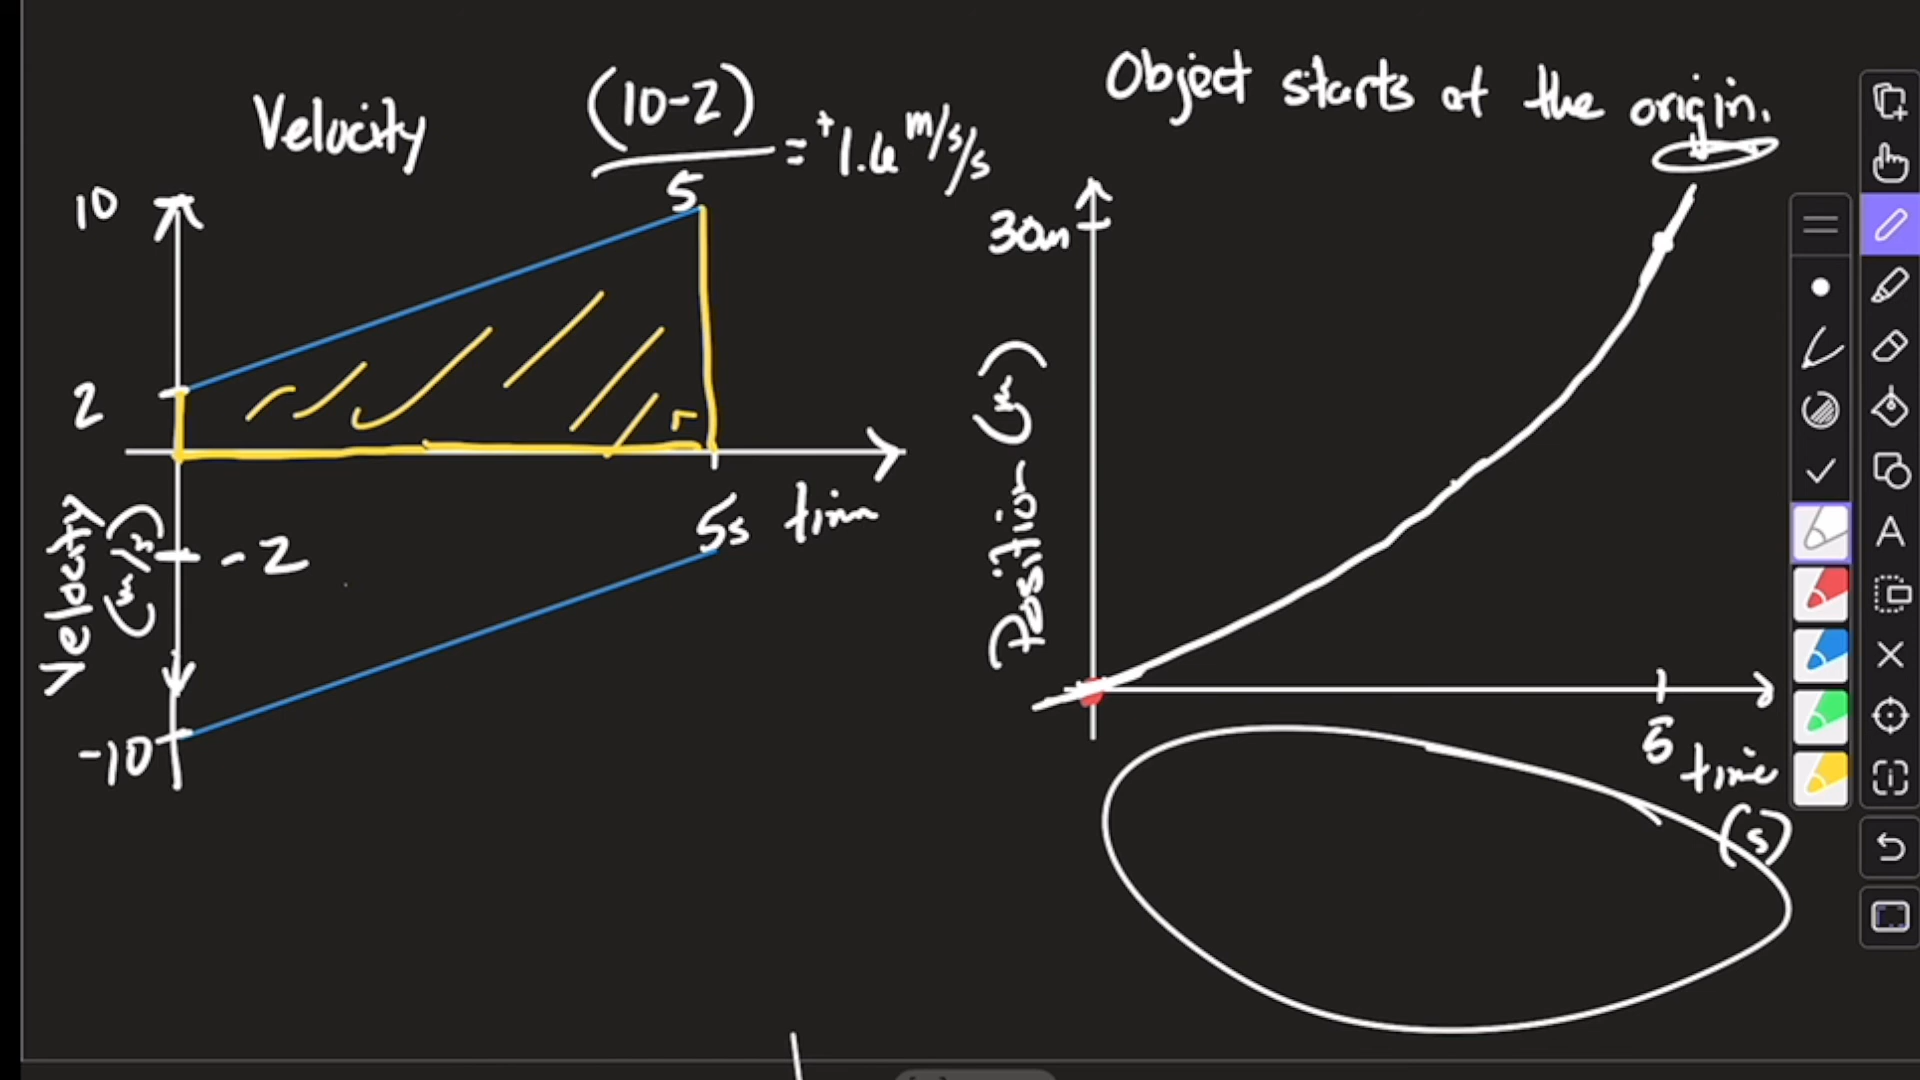 Velocity
(10-2)
5
= +1.6 m/s/s
Object starts at the origin.
10
2
-2
-10
Velocity
(m/s)
5s time
30m
Position (m)
5
time
(s)
A